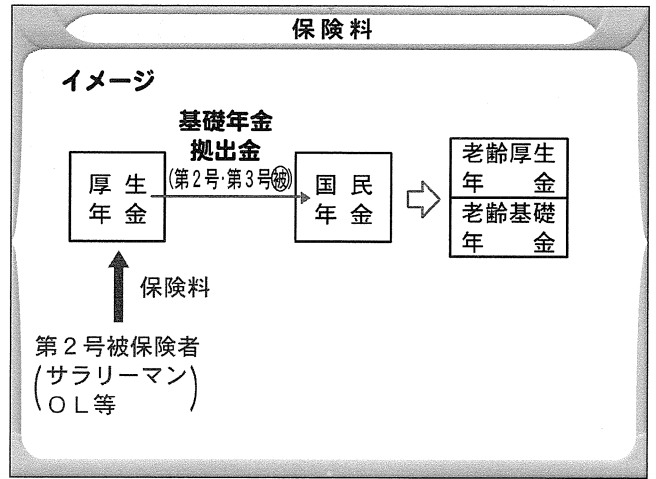 保険料
イメージ
基礎年金
拠出金
(第2号・第3号㊙被)
厚生
年金
国民
年金
老齢厚生
年金
老齢基礎
年金
保険料
第2号被保険者
(サラリーマン
OL等)